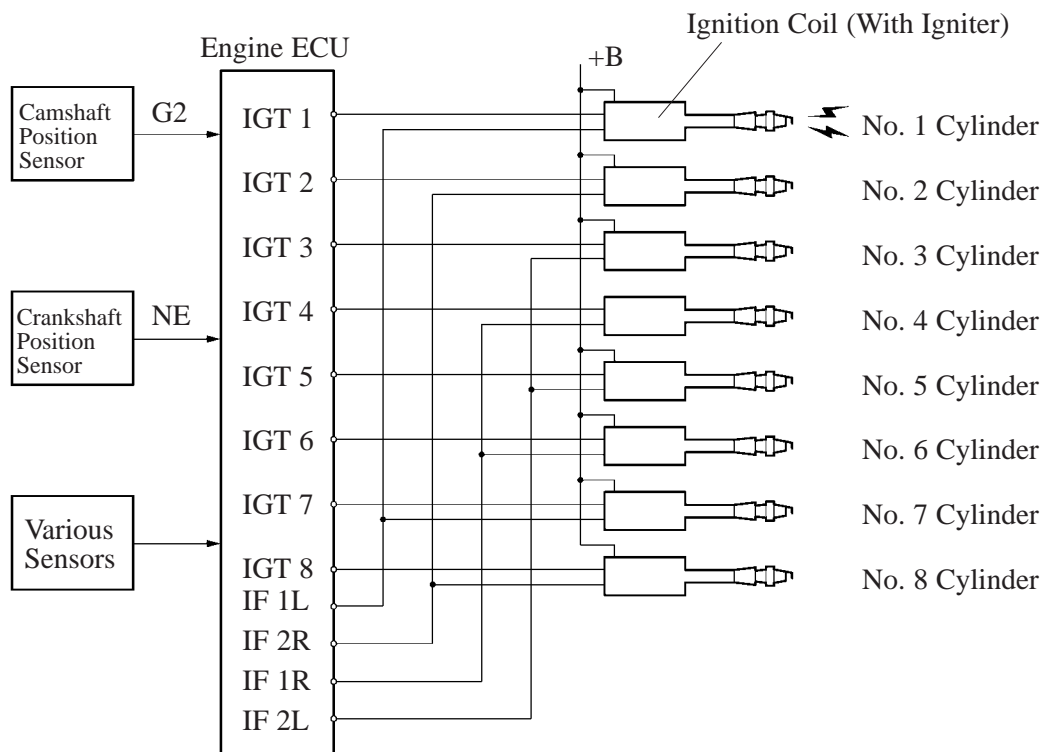 Ignition Coil (With Igniter)
Engine ECU
+B
Camshaft
Position
Sensor
G2
IGT 1
No. 1 Cylinder
IGT 2
No. 2 Cylinder
IGT 3
No. 3 Cylinder
Crankshaft
Position
Sensor
NE
IGT 4
No. 4 Cylinder
IGT 5
No. 5 Cylinder
IGT 6
No. 6 Cylinder
Various
Sensors
IGT 7
No. 7 Cylinder
IGT 8
No. 8 Cylinder
IF 1L
IF 2R
IF 1R
IF 2L